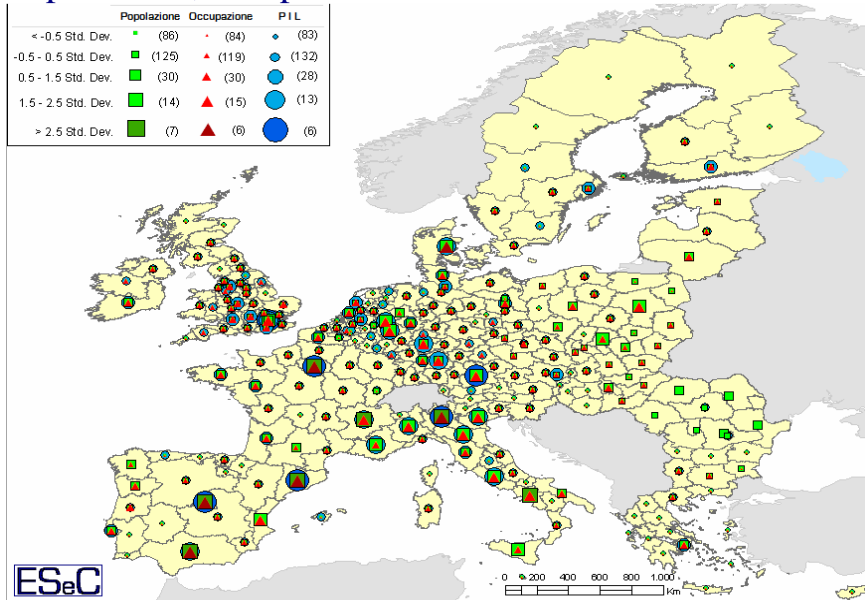 Popolazione Occupazione P I L
< -0.5 Std. Dev. (86) (84) (83)
-0.5 - 0.5 Std. Dev. (125) (119) (132)
0.5 - 1.5 Std. Dev. (30) (30) (28)
1.5 - 2.5 Std. Dev. (14) (15) (13)
> 2.5 Std. Dev. (7) (6) (6)
0 200 400 600 800 1.000
Km
ESeC